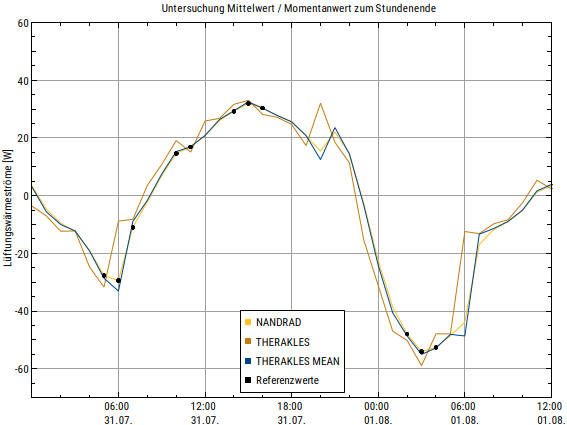 Untersuchung Mittelwert / Momentanwert zum Stundenende
Lüftungswärmeströme [W]
60
40
20
0
-20
-40
-60
NANDRAD
THERAKLES
THERAKLES MEAN
Referenzwerte
06:00 12:00 18:00 00:00 06:00 12:00
31.07. 31.07. 31.07. 01.08. 01.08. 01.08.